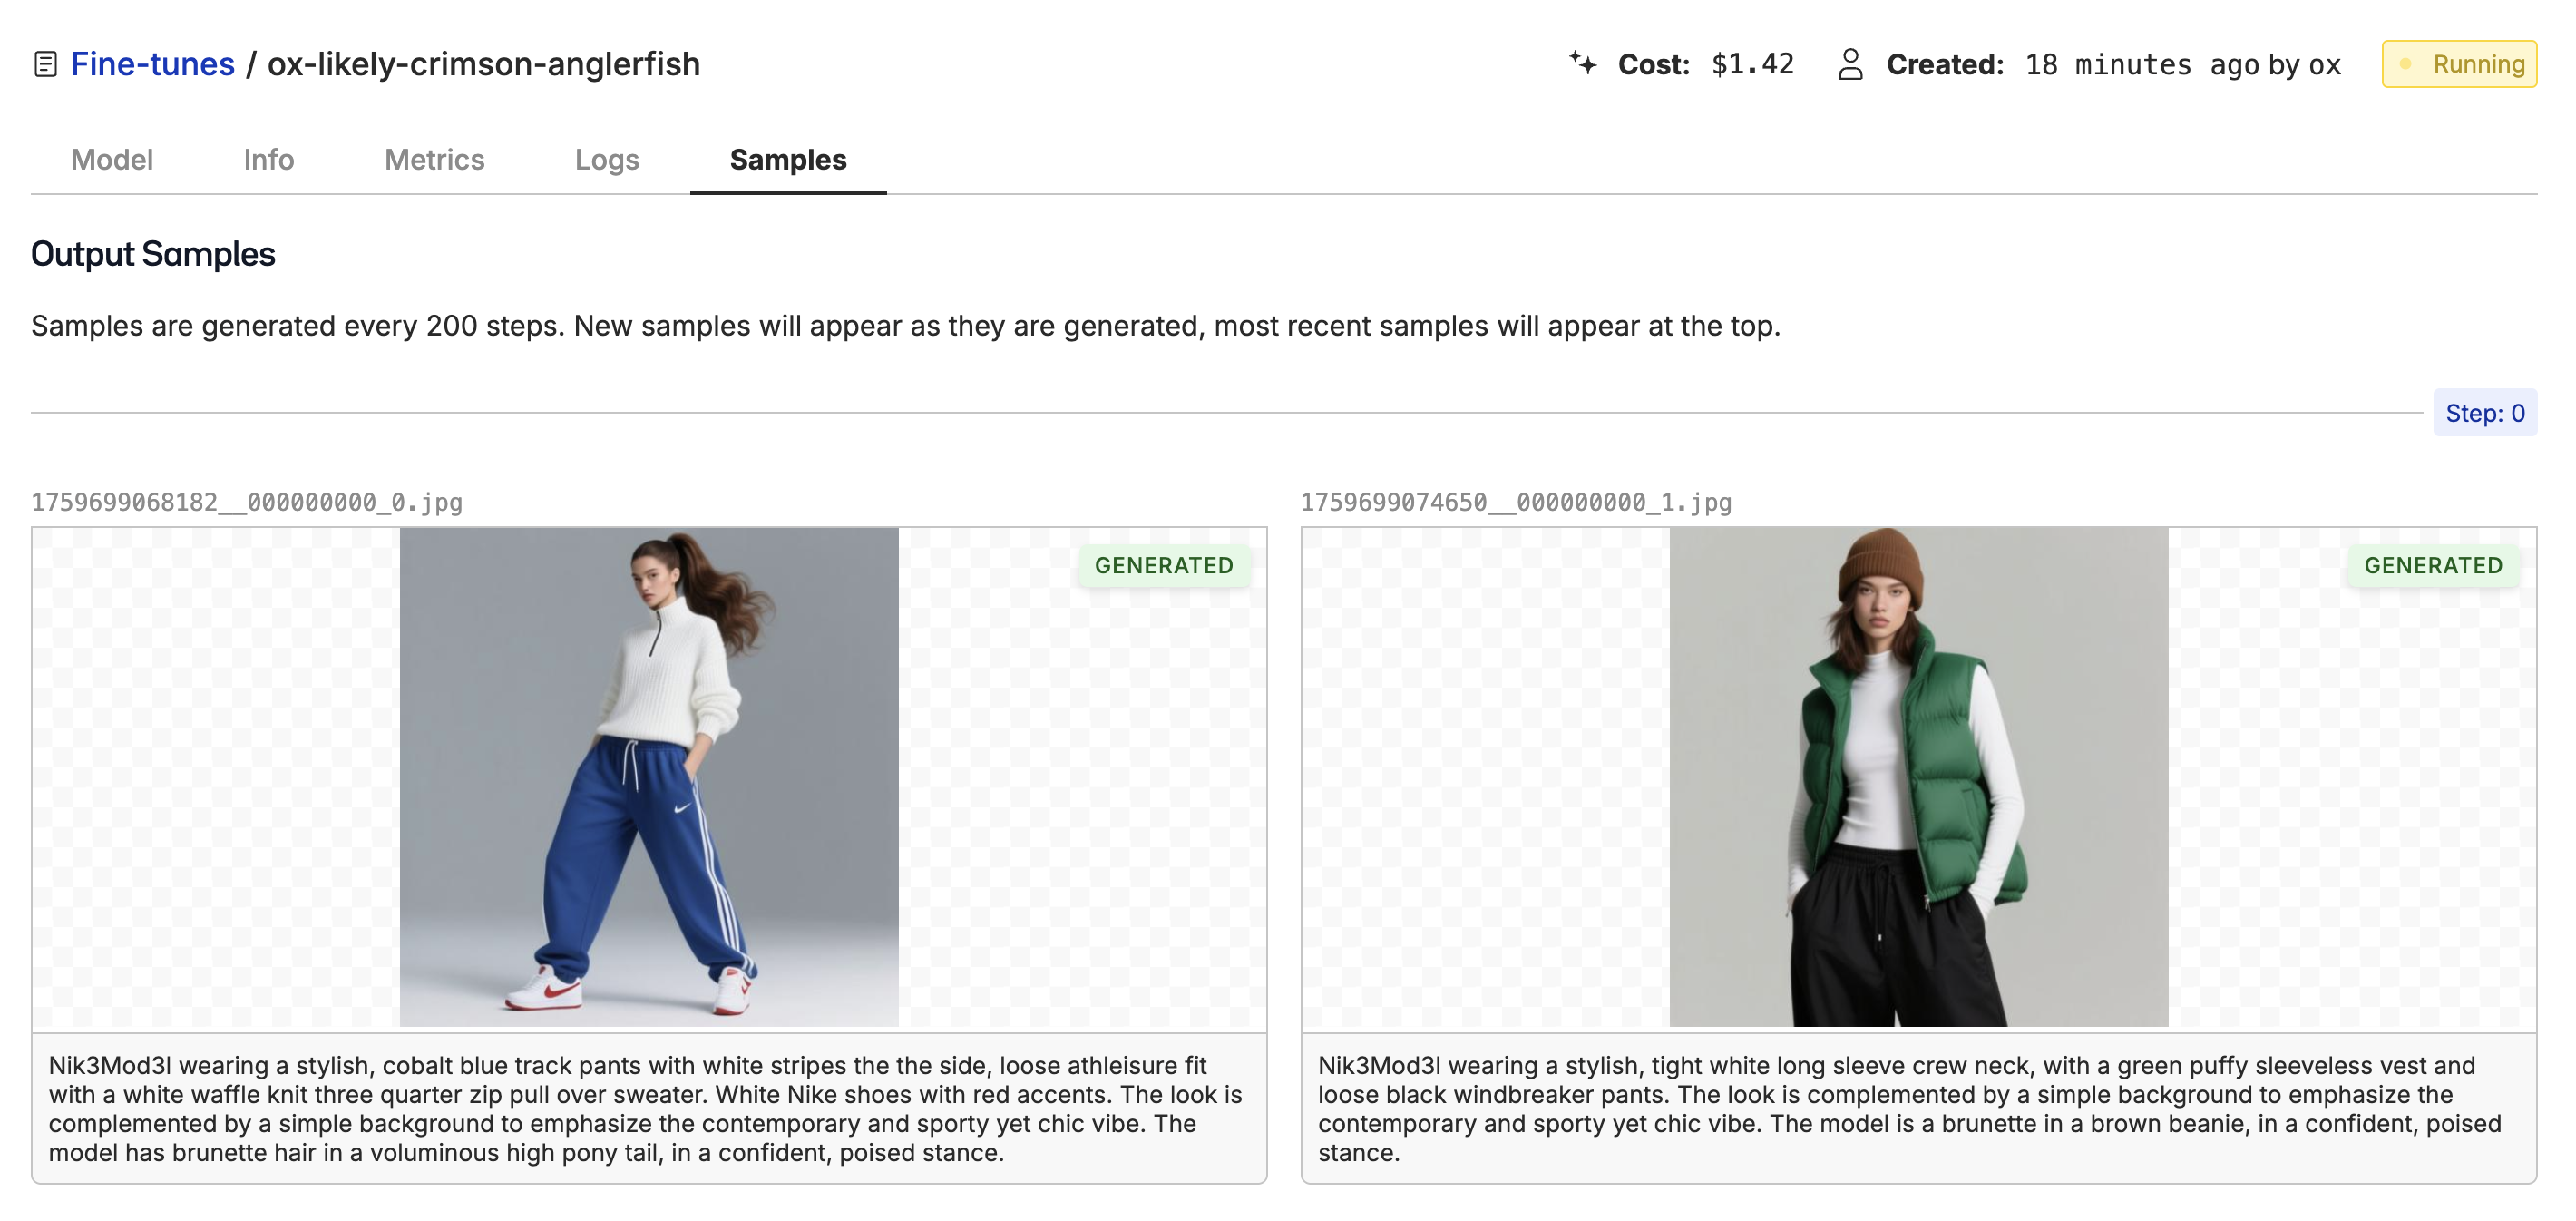 Fine-tunes / ox-likely-crimson-anglerfish
Cost: $1.42 Created: 18 minutes ago by ox Running
Model Info Metrics Logs Samples
Output Samples
Samples are generated every 200 steps. New samples will appear as they are generated, most recent samples will appear at the top.
Step: 0
1759699068182__000000000_0.jpg
GENERATED
Nik3Mod3l wearing a stylish, cobalt blue track pants with white stripes the the side, loose athleisure fit
with a white waffle knit three quarter zip pull over sweater. White Nike shoes with red accents. The look is
complemented by a simple background to emphasize the contemporary and sporty yet chic vibe. The
model has brunette hair in a voluminous high pony tail, in a confident, poised stance.
1759699074650__000000000_1.jpg
GENERATED
Nik3Mod3l wearing a stylish, tight white long sleeve crew neck, with a green puffy sleeveless vest and
loose black windbreaker pants. The look is complemented by a simple background to emphasize the
contemporary and sporty yet chic vibe. The model is a brunette in a brown beanie, in a confident, poised
stance.